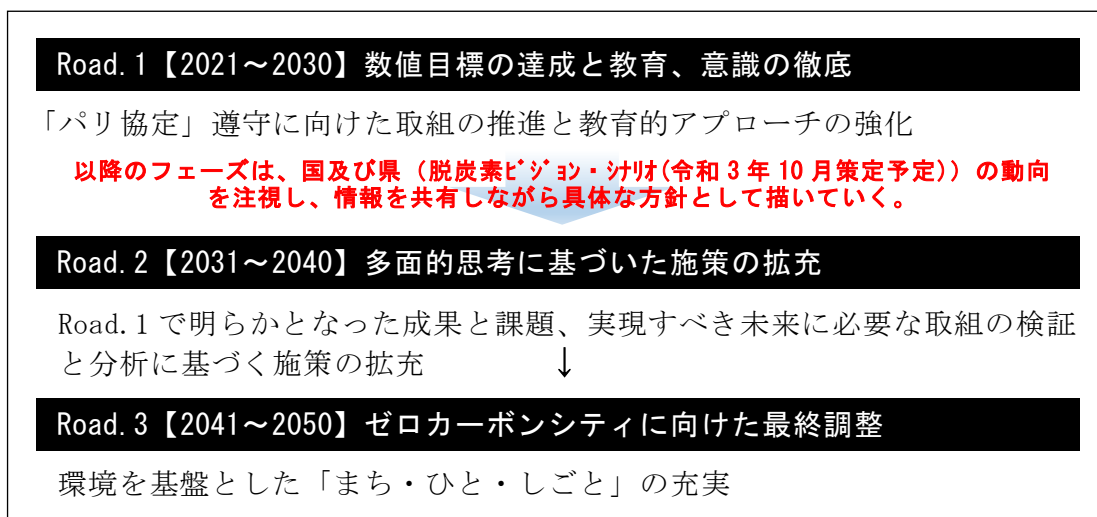 Road.1【2021～2030】数値目標の達成と教育、意識の徹底
「パリ協定」遵守に向けた取組の推進と教育的アプローチの強化
以降のフェーズは、国及び県（脱炭素ﾋﾞｼﾞｮﾝ・ｼﾅﾘｵ(令和3年10月策定予定)）の動向
を注視し、情報を共有しながら具体な方針として描いていく。
Road.2【2031～2040】多面的思考に基づいた施策の拡充
Road.1で明らかとなった成果と課題、実現すべき未来に必要な取組の検証
と分析に基づく施策の拡充 ↓
Road.3【2041～2050】ゼロカーボンシティに向けた最終調整
環境を基盤とした「まち・ひと・しごと」の充実